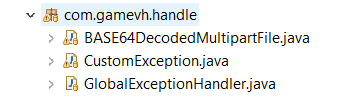 com.gamevh.handle
BASE64DecodedMultipartFile.java
CustomException.java
GlobalExceptionHandler.java